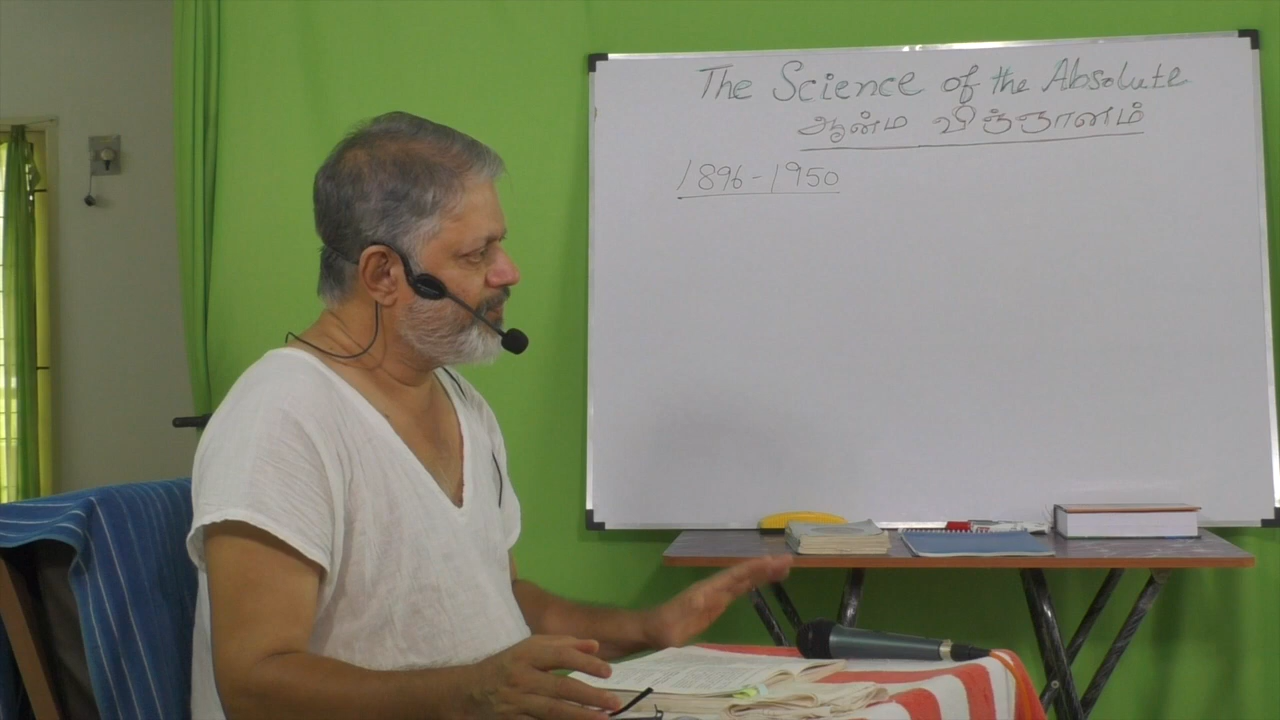 The Science of the Absolute
ஆன்ம விஞ்ஞானம்
1896-1950